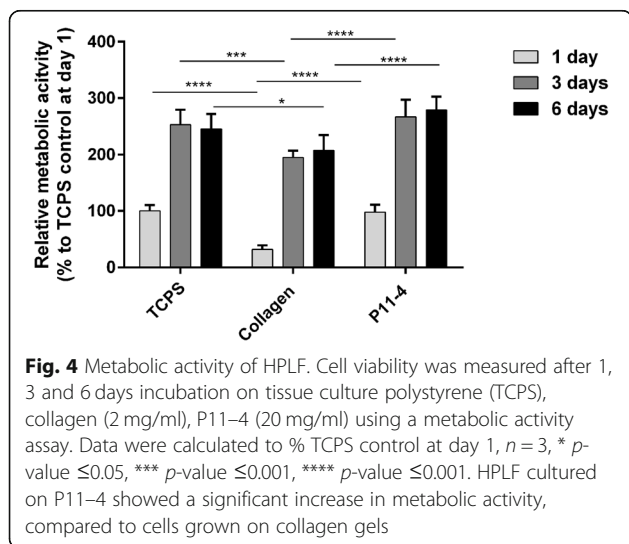 ****
*** ****
**** ****
*
400
300
200
100
0
Relative metabolic acitvity
(% to TCPS control at day 1)
TCPS
Collagen
P11-4
1 day
3 days
6 days
Fig. 4 Metabolic activity of HPLF. Cell viability was measured after 1,
3 and 6 days incubation on tissue culture polystyrene (TCPS),
collagen (2 mg/ml), P11–4 (20 mg/ml) using a metabolic activity
assay. Data were calculated to % TCPS control at day 1, n = 3, * p-
value ≤0.05, *** p-value ≤0.001, **** p-value ≤0.001. HPLF cultured
on P11–4 showed a significant increase in metabolic activity,
compared to cells grown on collagen gels